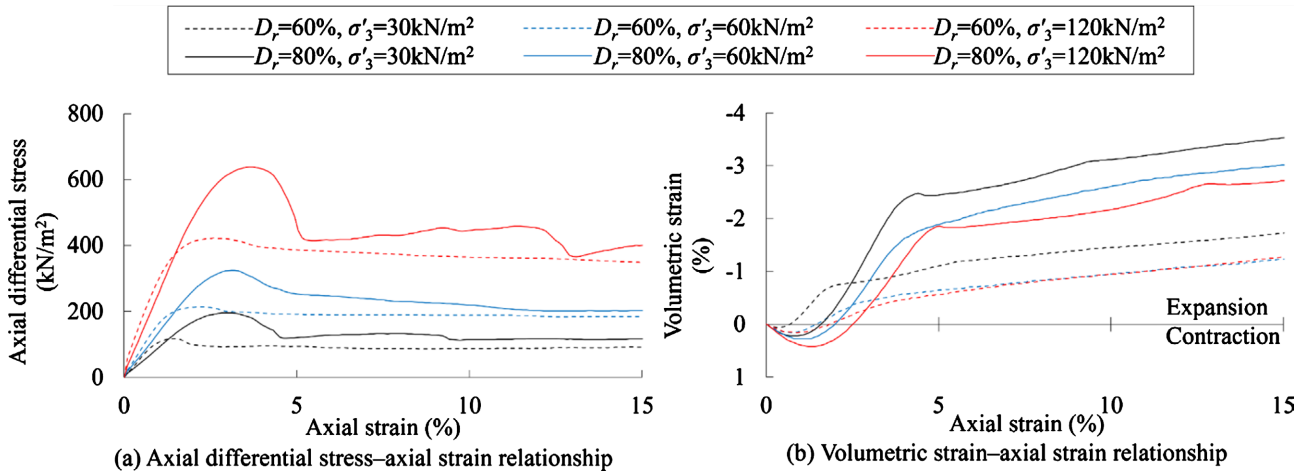 Dr=60%, σ′3=30kN/m² Dr=60%, σ′3=60kN/m² Dr=60%, σ′3=120kN/m²
Dr=80%, σ′3=30kN/m² Dr=80%, σ′3=60kN/m² Dr=80%, σ′3=120kN/m²
Axial differential stress
(kN/m²)
800
600
400
200
0
0 5 10 15
Axial strain (%)
(a) Axial differential stress–axial strain relationship
Volumetric strain
(%)
-4
-3
-2
-1
0
1
Expansion
Contraction
0 5 10 15
Axial strain (%)
(b) Volumetric strain–axial strain relationship